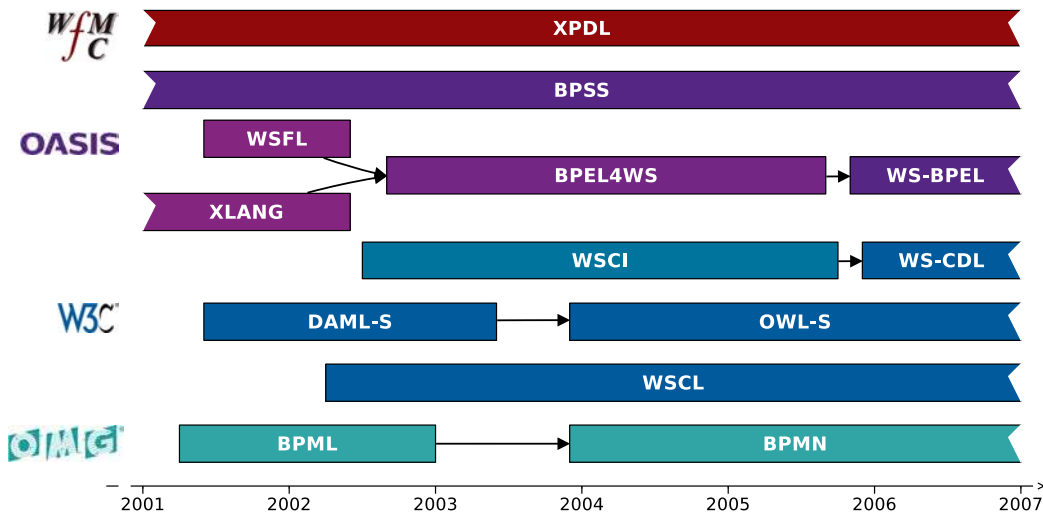 WfMC
XPDL
BPSS
OASIS
WSFL
BPEL4WS
WS-BPEL
XLANG
WSCI
WS-CDL
W3C
DAML-S
OWL-S
WSCL
OMG
BPML
BPMN
2001 2002 2003 2004 2005 2006 2007